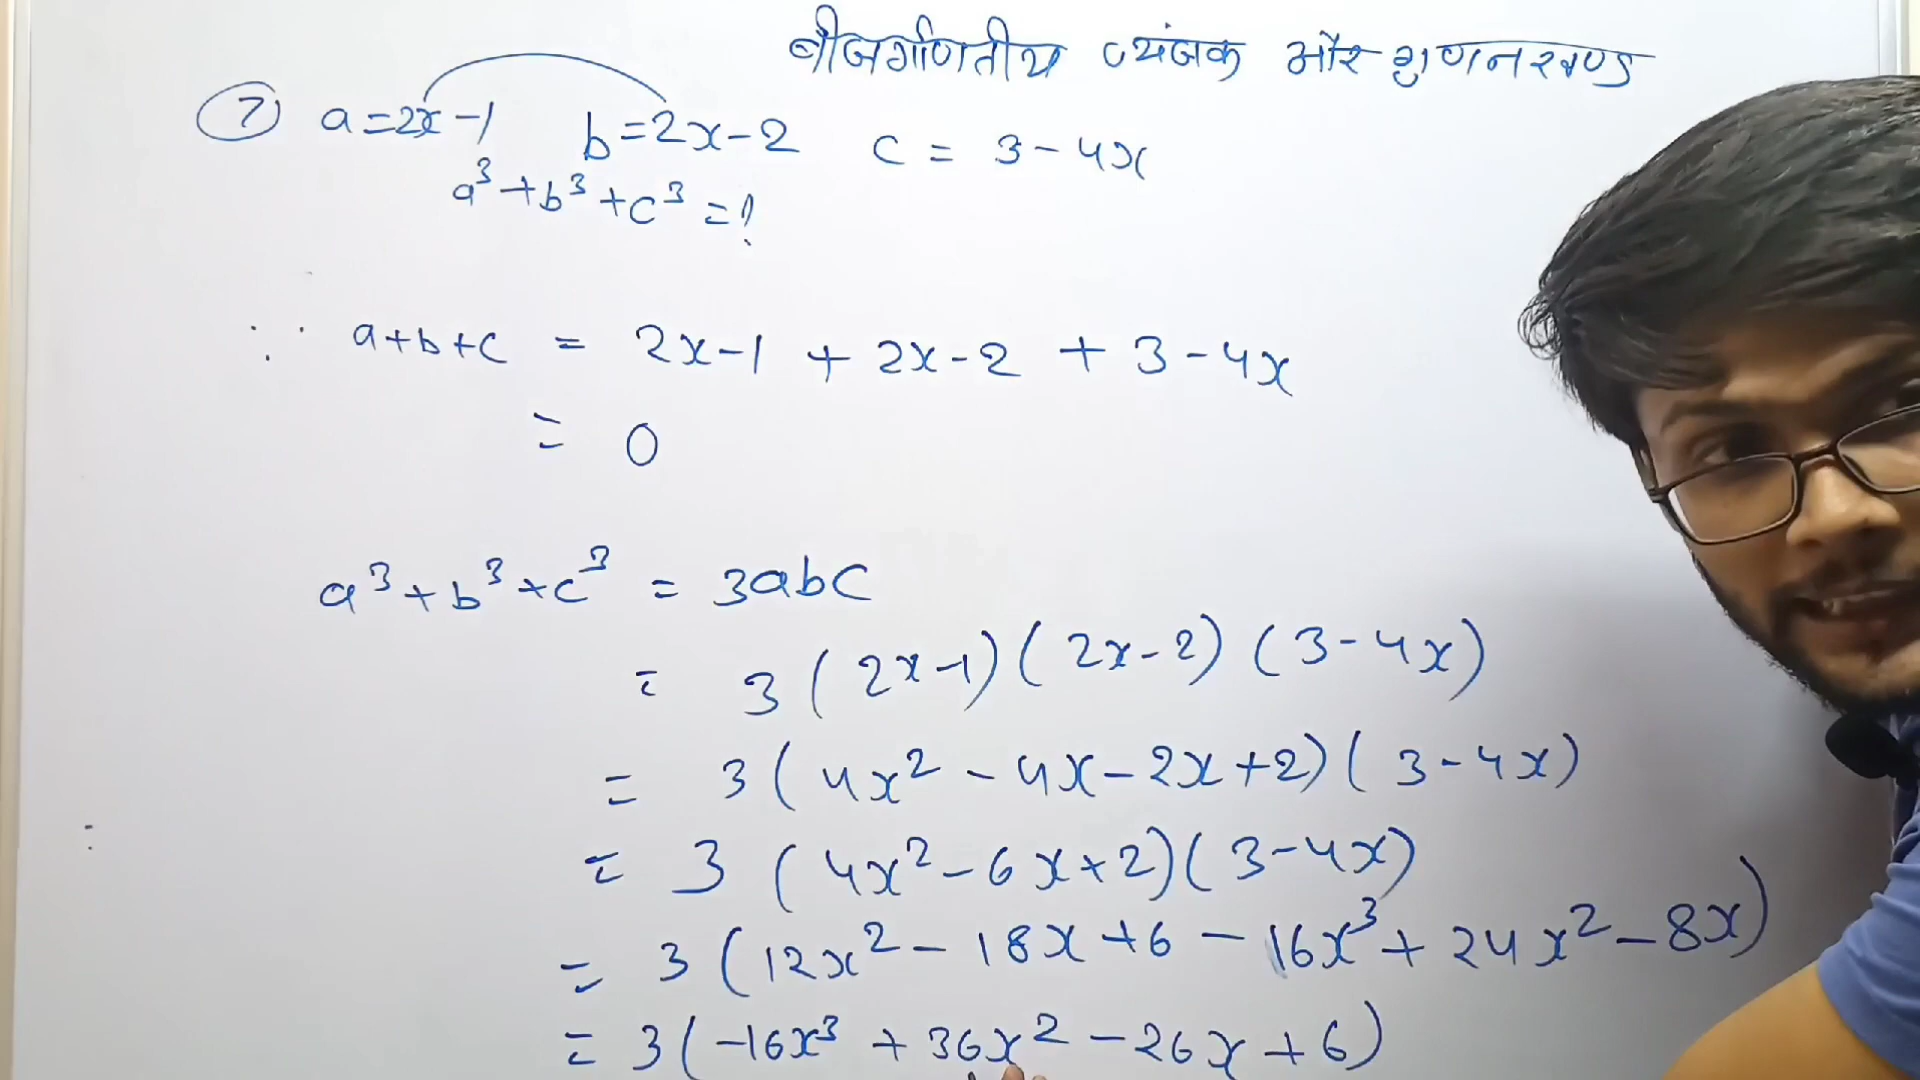 बीजगणितीय व्यंजक और गुणनखण्ड
7 a=2x-1 b=2x-2 c = 3-4x
a³+b³+c³=?
∵ a+b+c = 2x-1 + 2x-2 + 3-4x
= 0
a³+b³+c³ = 3abc
= 3(2x-1)(2x-2)(3-4x)
= 3(4x²-4x-2x+2)(3-4x)
= 3(4x²-6x+2)(3-4x)
= 3(12x²-18x+6-16x³+24x²-8x)
= 3(-16x³+36x²-26x+6)